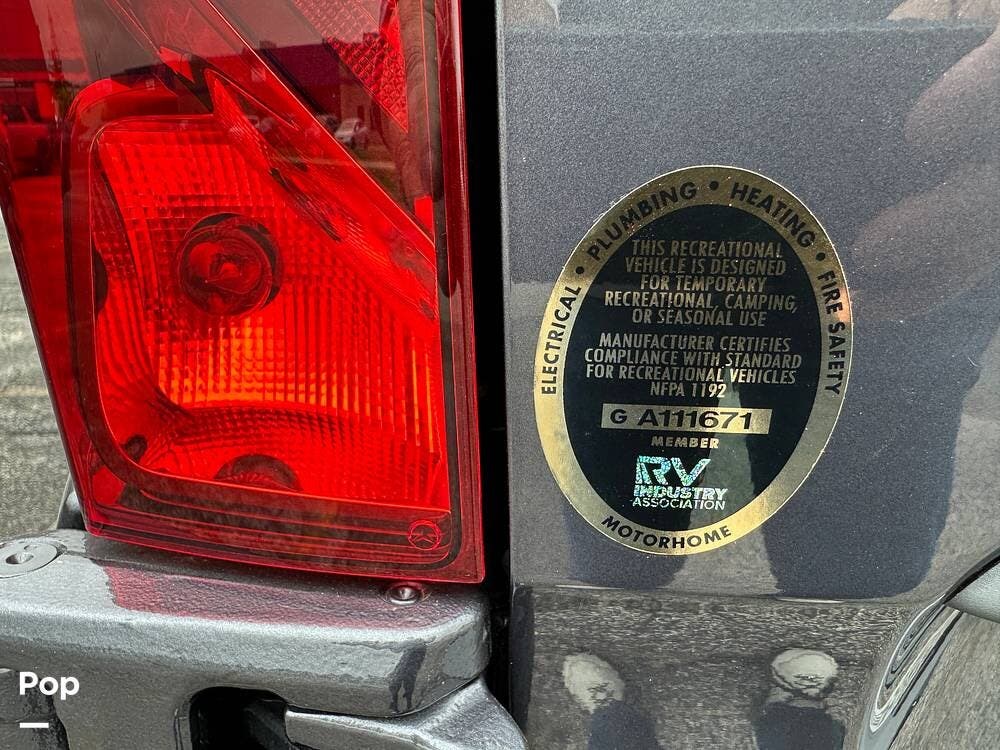 ELECTRICAL • PLUMBING • HEATING • FIRE SAFETY
THIS RECREATIONAL
VEHICLE IS DESIGNED
FOR TEMPORARY
RECREATIONAL, CAMPING,
OR SEASONAL USE
MANUFACTURER CERTIFIES
COMPLIANCE WITH STANDARD
FOR RECREATIONAL VEHICLES
NFPA 1192
G A111671
MEMBER
RV
INDUSTRY
ASSOCIATION
MOTORHOME
Pop